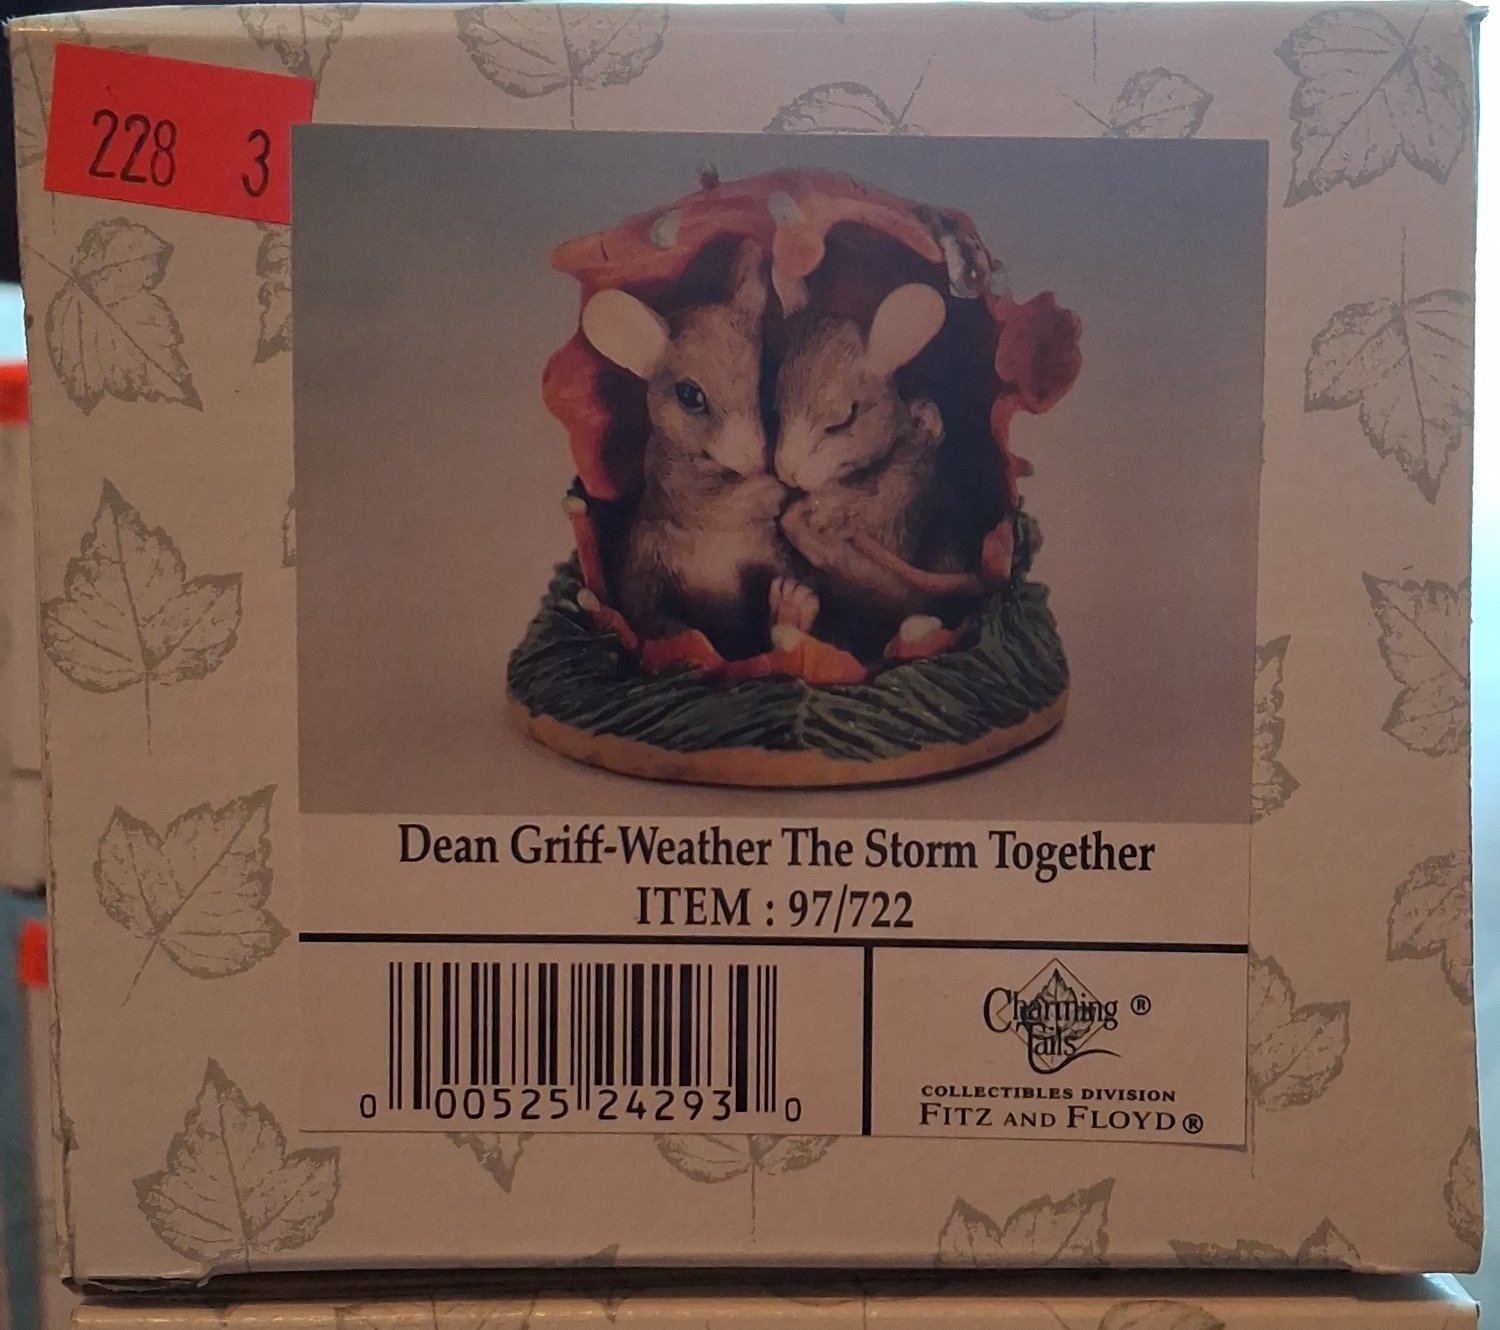 228 3
Dean Griff-Weather The Storm Together
ITEM : 97/722
0 00525 24293 0
Charming ®
Tails
COLLECTIBLES DIVISION
FITZ AND FLOYD®